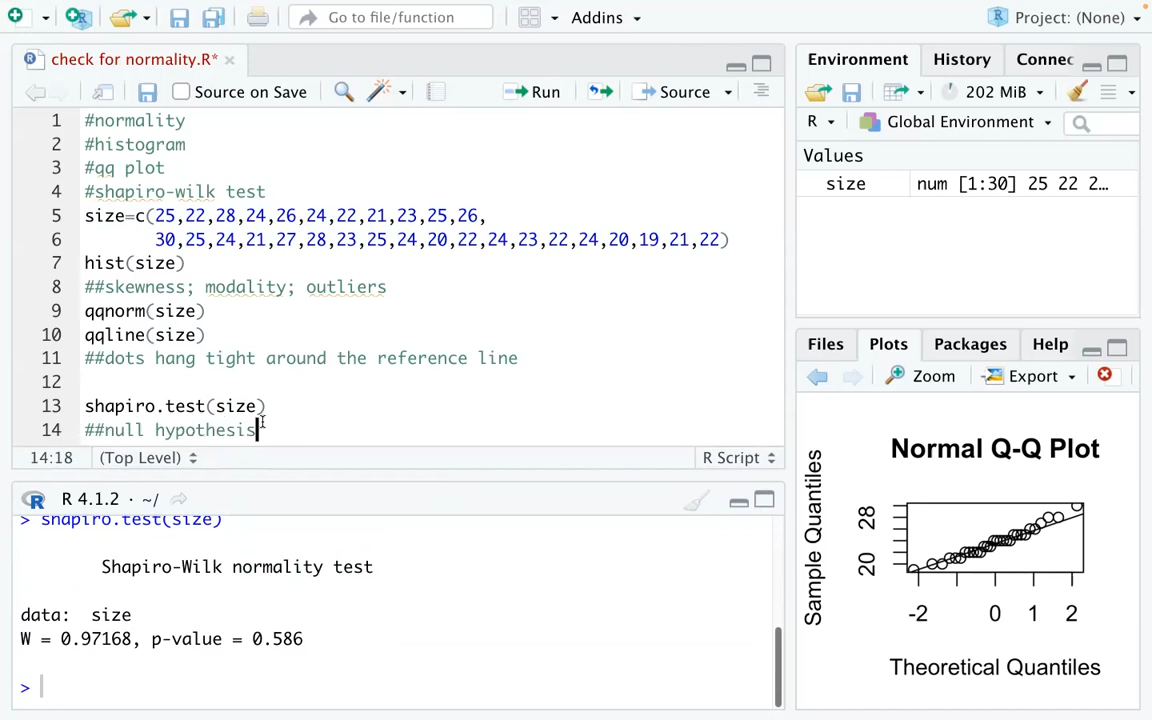 Go to file/function
Addins
Project: (None)
check for normality.R*
Source on Save
Run
Source
1 #normality
2 #histogram
3 #qq plot
4 #shapiro-wilk test
5 size=c(25,22,28,24,26,24,22,21,23,25,26,
6 30,25,24,21,27,28,23,25,24,20,22,24,23,22,24,20,19,21,22)
7 hist(size)
8 ##skewness; modality; outliers
9 qqnorm(size)
10 qqline(size)
11 ##dots hang tight around the reference line
12
13 shapiro.test(size)
14 ##null hypothesis
14:18 (Top Level) R Script
R 4.1.2 · ~/
> shapiro.test(size)
Shapiro-Wilk normality test
data: size
W = 0.97168, p-value = 0.586
>
Environment History Connec
202 MiB
R Global Environment
Values
size num [1:30] 25 22 2…
Files Plots Packages Help
Zoom Export
Normal Q-Q Plot
Sample Quantiles
28
20
-2 0 1 2
Theoretical Quantiles